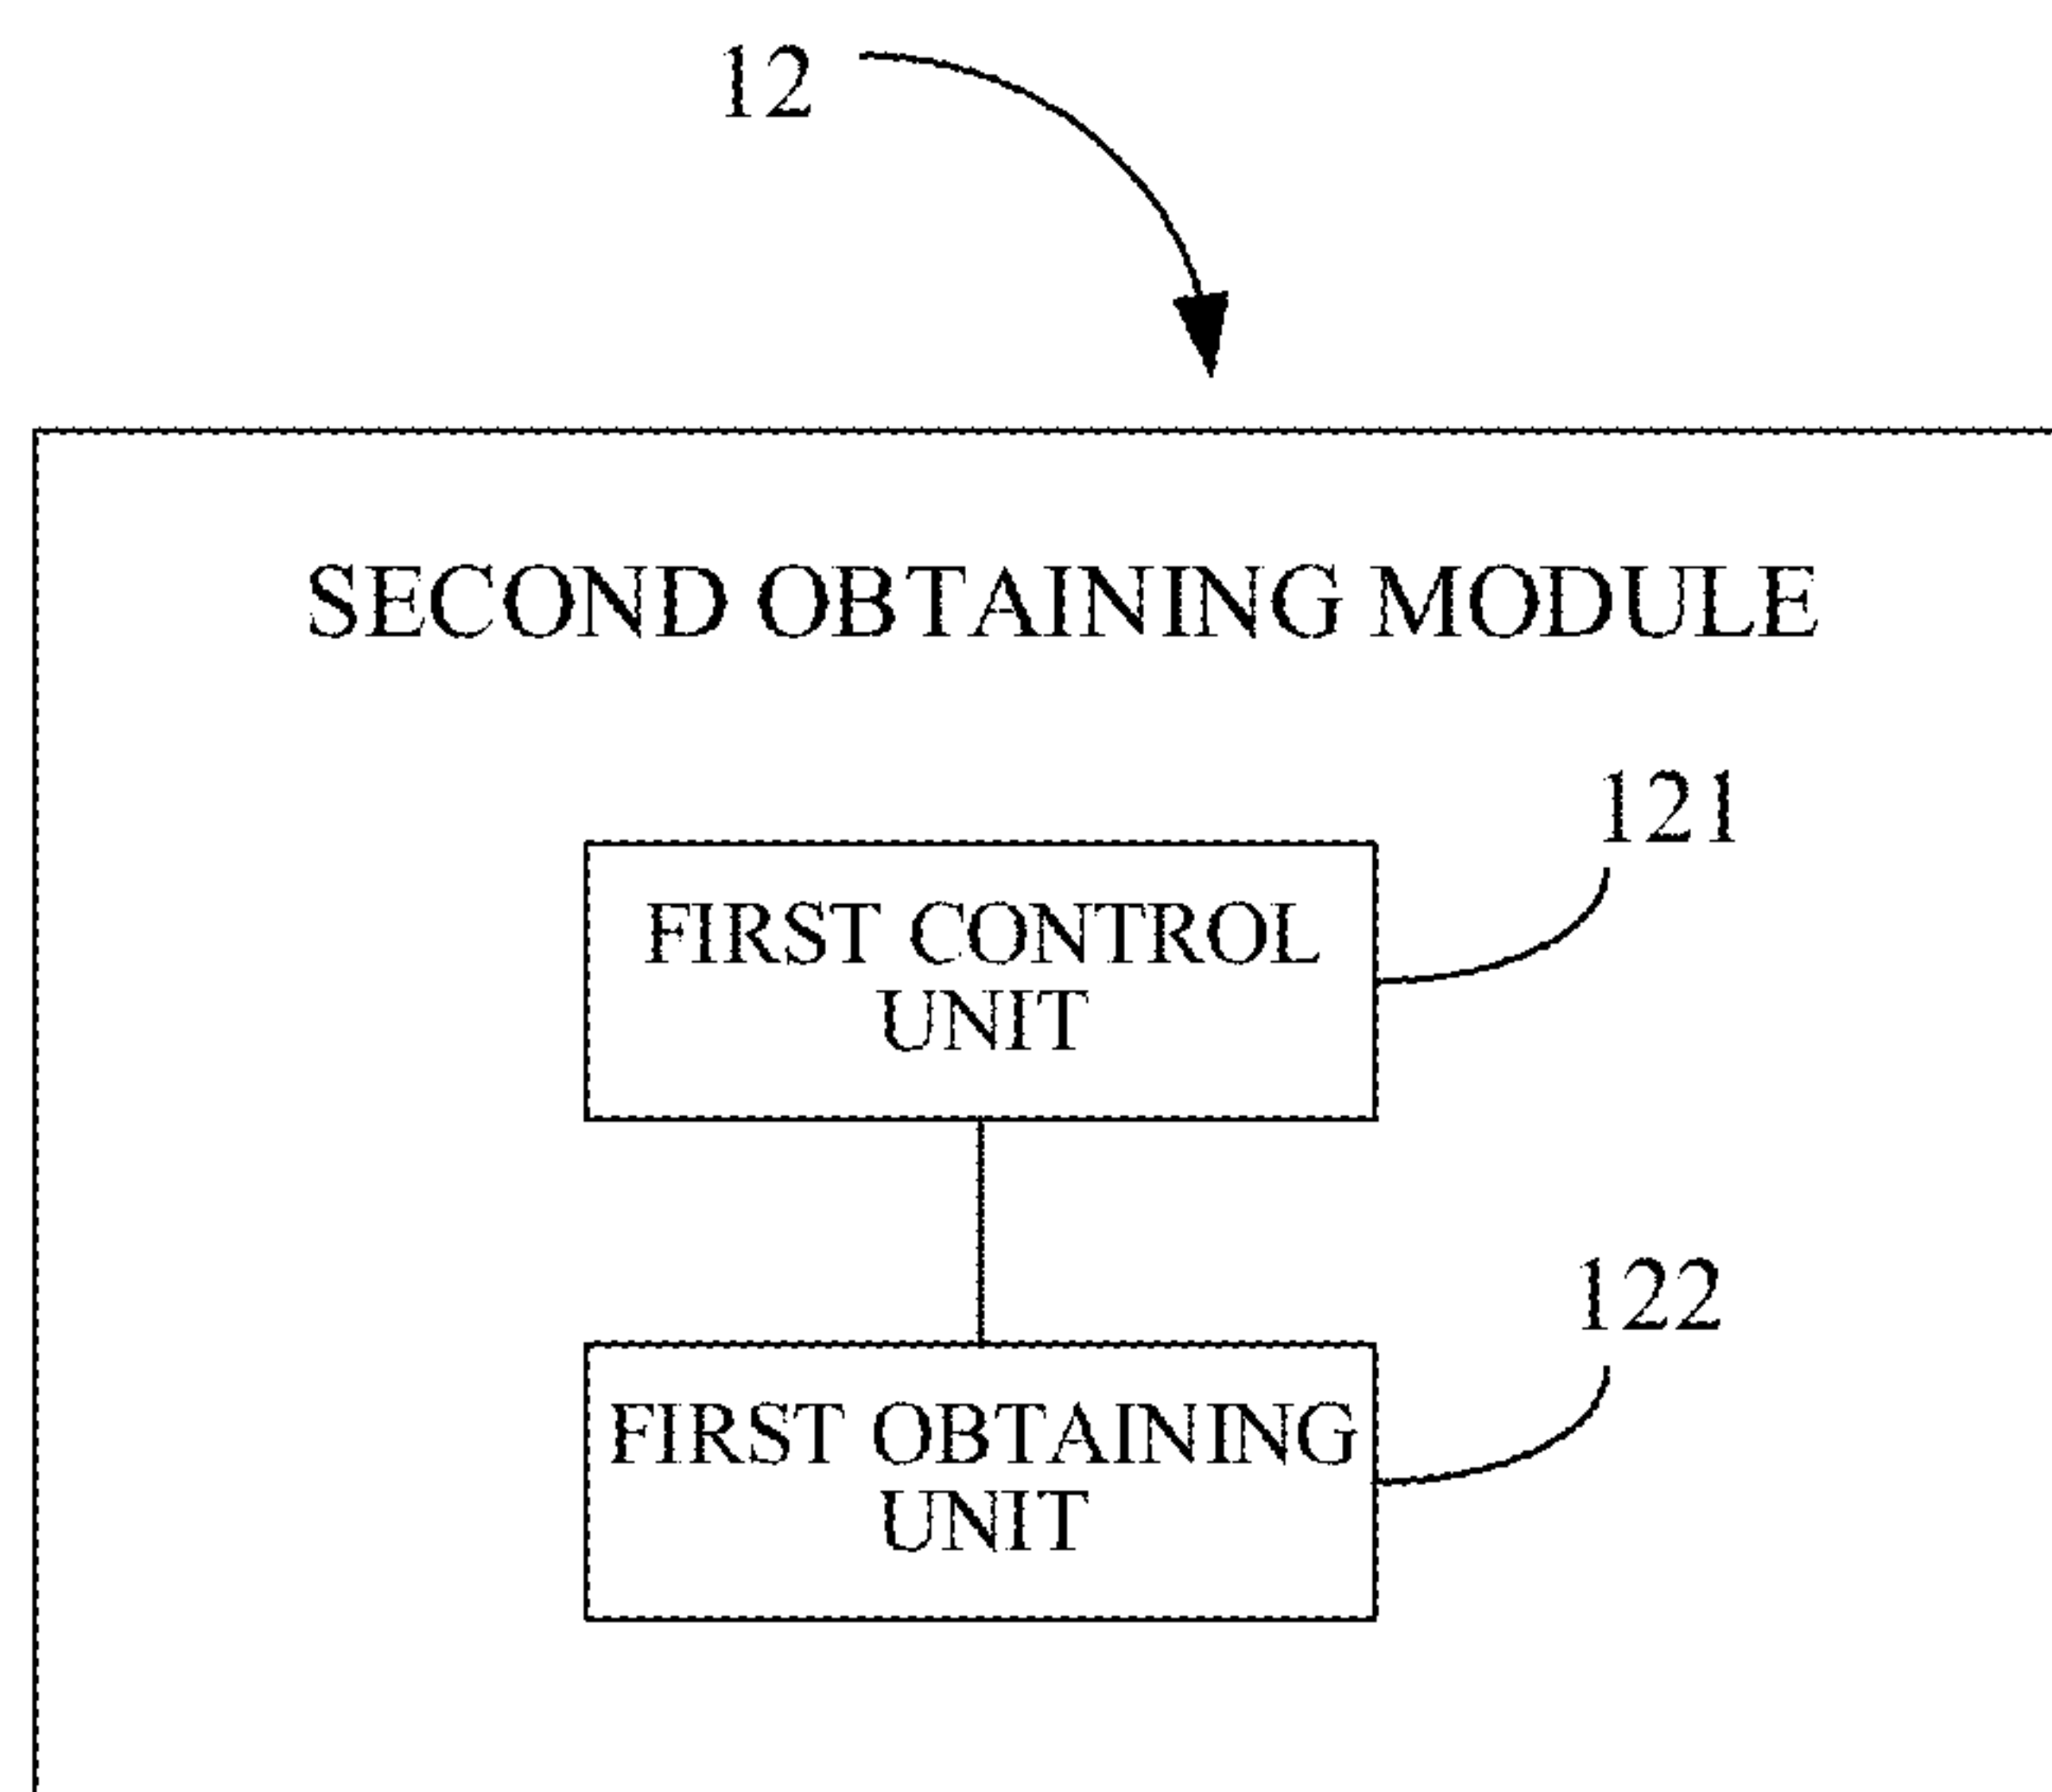 12
SECOND OBTAINING MODULE
121
FIRST CONTROL
UNIT
122
FIRST OBTAINING
UNIT